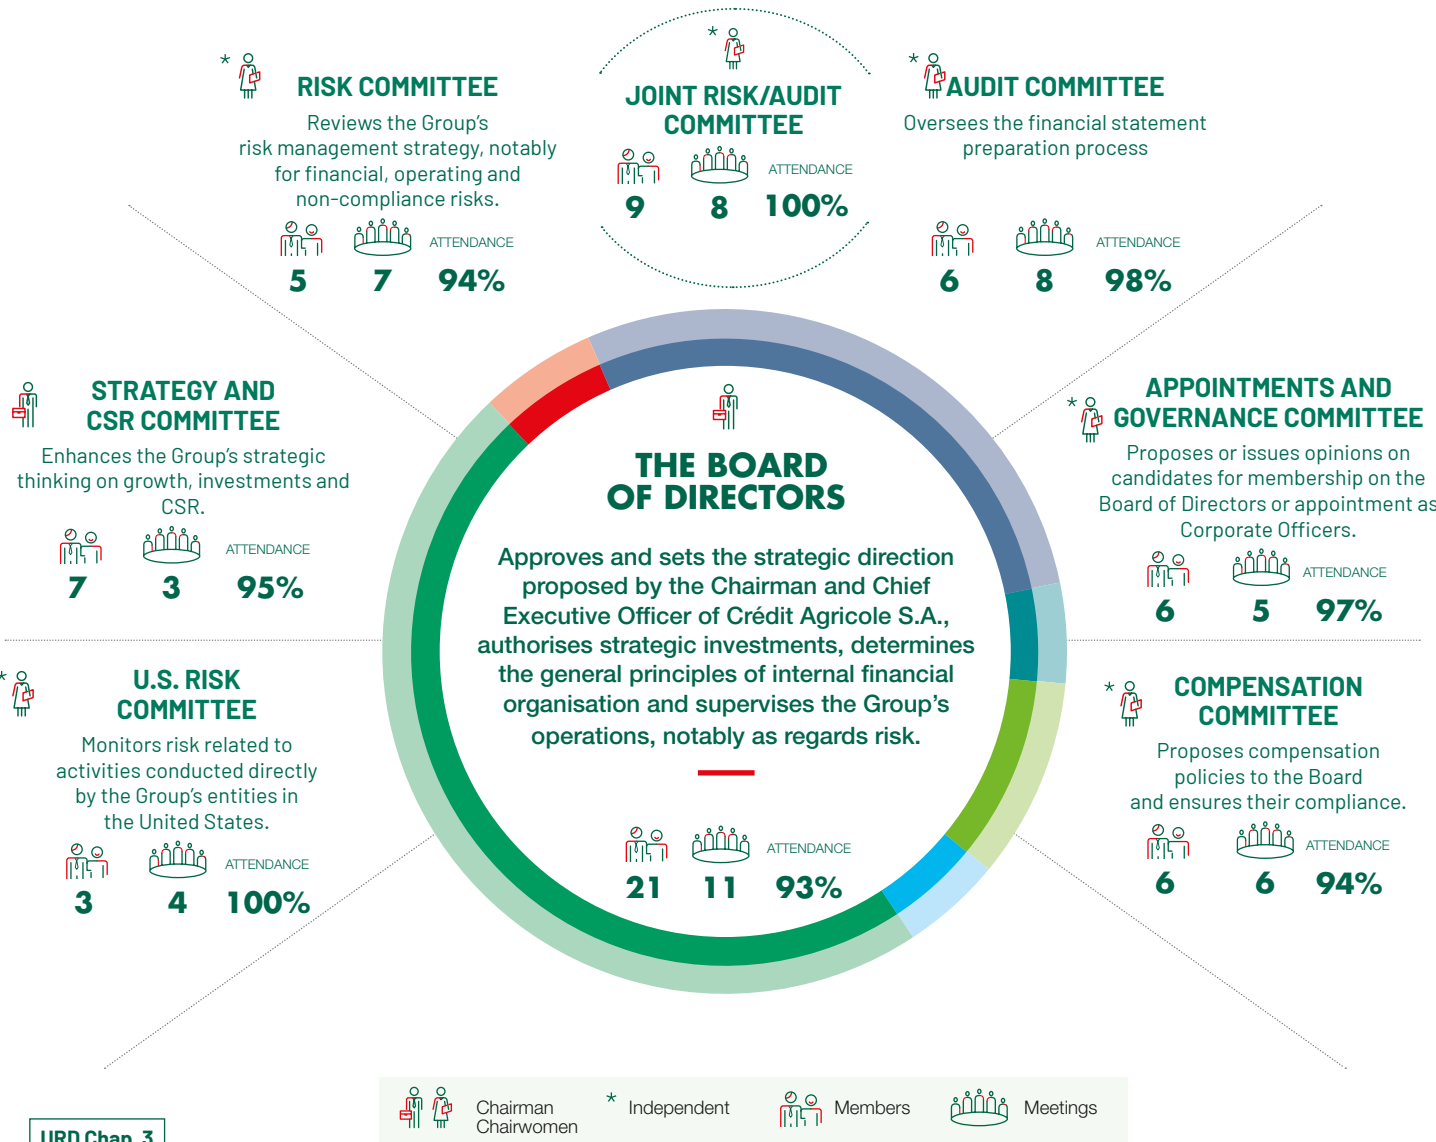 *
RISK COMMITTEE
Reviews the Group’s
risk management strategy, notably
for financial, operating and
non-compliance risks.
ATTENDANCE
5 7 94%
*
JOINT RISK/AUDIT
COMMITTEE
ATTENDANCE
9 8 100%
*
AUDIT COMMITTEE
Oversees the financial statement
preparation process
ATTENDANCE
6 8 98%
STRATEGY AND
CSR COMMITTEE
Enhances the Group’s strategic
thinking on growth, investments and
CSR.
ATTENDANCE
7 3 95%
THE BOARD
OF DIRECTORS
Approves and sets the strategic direction
proposed by the Chairman and Chief
Executive Officer of Crédit Agricole S.A.,
authorises strategic investments, determines
the general principles of internal financial
organisation and supervises the Group’s
operations, notably as regards risk.
ATTENDANCE
21 11 93%
*
APPOINTMENTS AND
GOVERNANCE COMMITTEE
Proposes or issues opinions on
candidates for membership on the
Board of Directors or appointment as
Corporate Officers.
ATTENDANCE
6 5 97%
*
U.S. RISK
COMMITTEE
Monitors risk related to
activities conducted directly
by the Group’s entities in
the United States.
ATTENDANCE
3 4 100%
*
COMPENSATION
COMMITTEE
Proposes compensation
policies to the Board
and ensures their compliance.
ATTENDANCE
6 6 94%
Chairman
Chairwomen
* Independent
Members
Meetings
URD Chap. 3